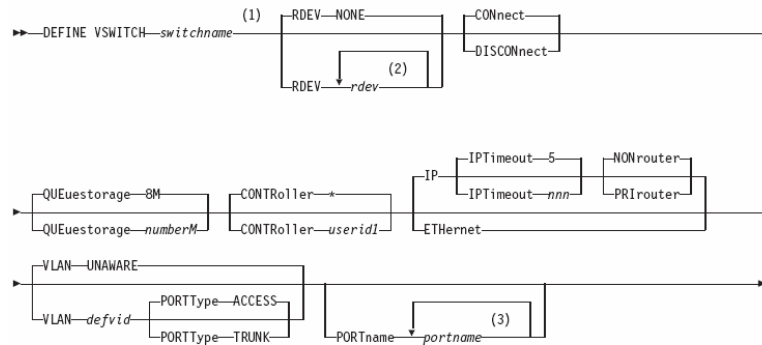 (1) RDEV NONE CONnect
DEFINE VSWITCH switchname
(2) DISCONnect
RDEV rdev
IPTimeout 5 NONrouter
QUEuestorage 8M CONTRoller * IP
IPTimeout nnn PRIrouter
QUEuestorage numberM CONTRoller userid1
ETHernet
VLAN UNAWARE
PORTType ACCESS
VLAN defvid (3)
PORTType TRUNK PORTname portname